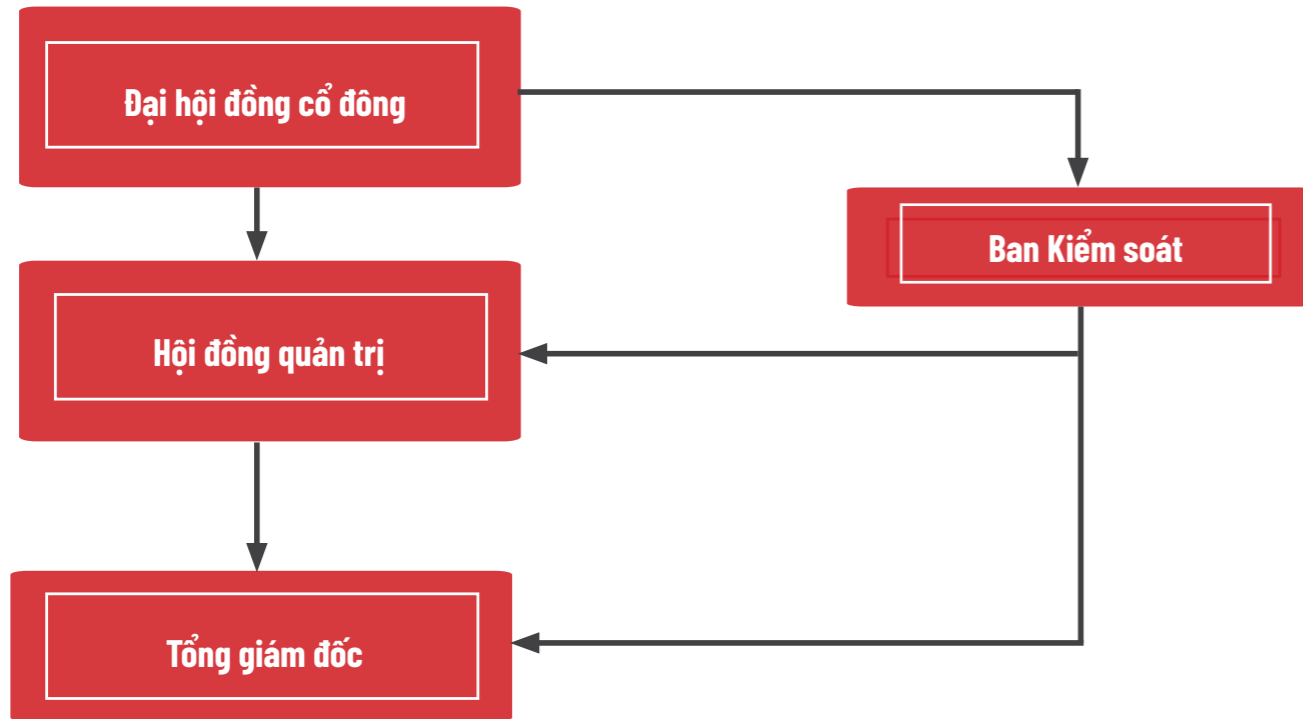 Đại hội đồng cổ đông
Ban Kiểm soát
Hội đồng quản trị
Tổng giám đốc